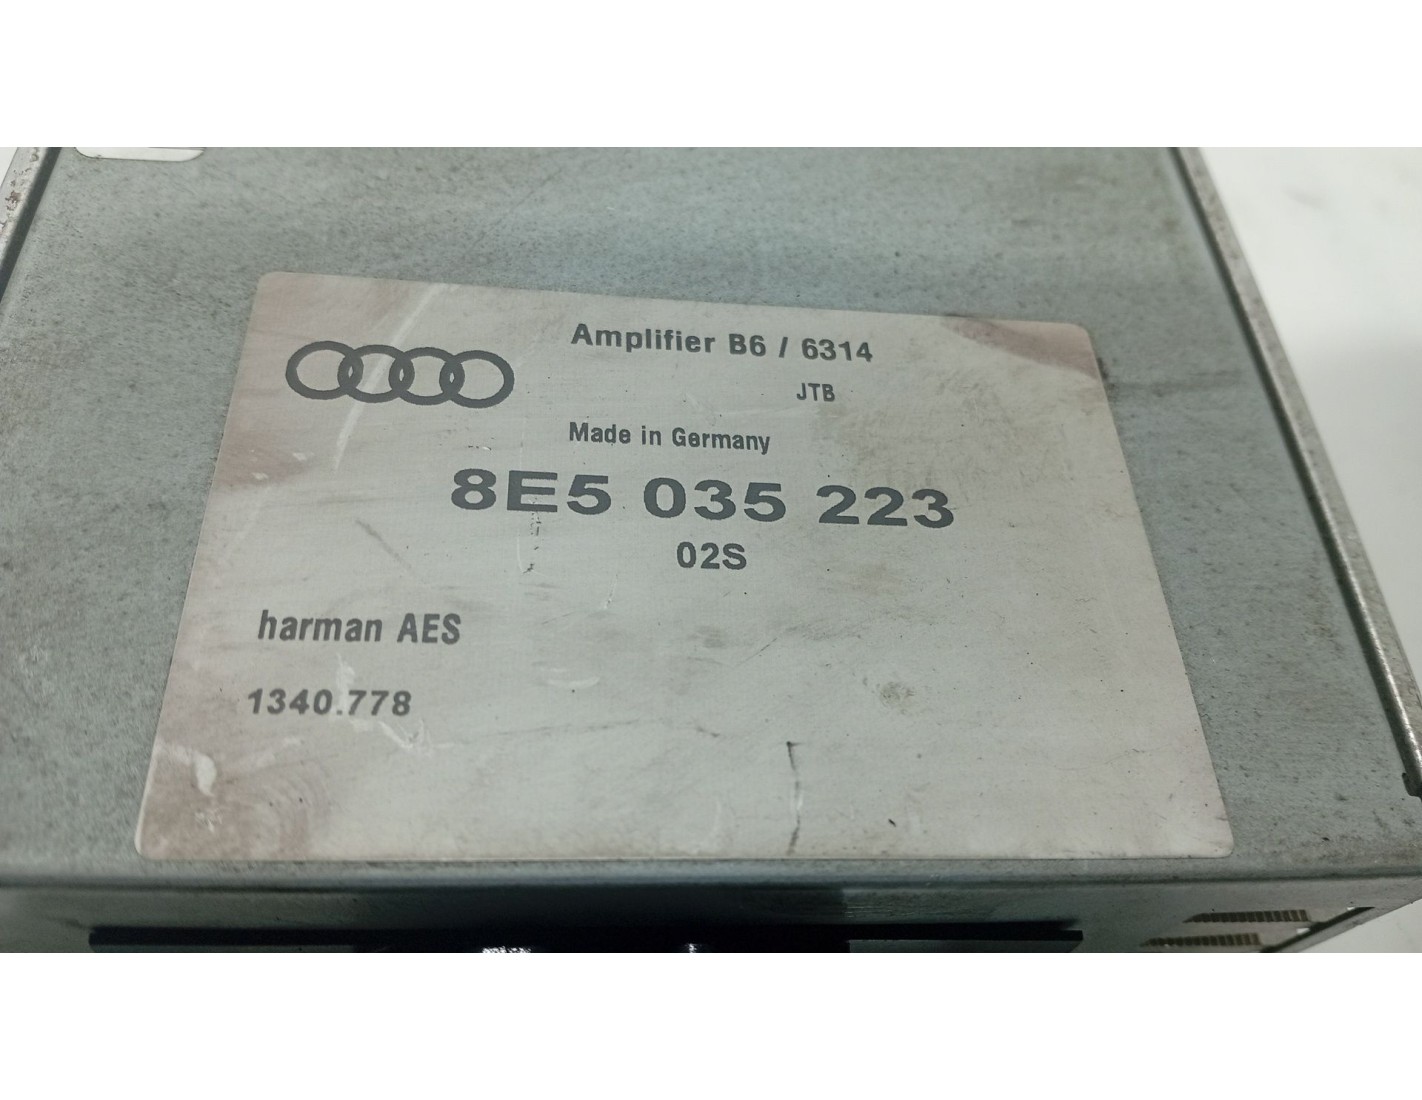 Amplifier B6 / 6314
JTB
Made in Germany
8E5 035 223
02S
harman AES
1340.778